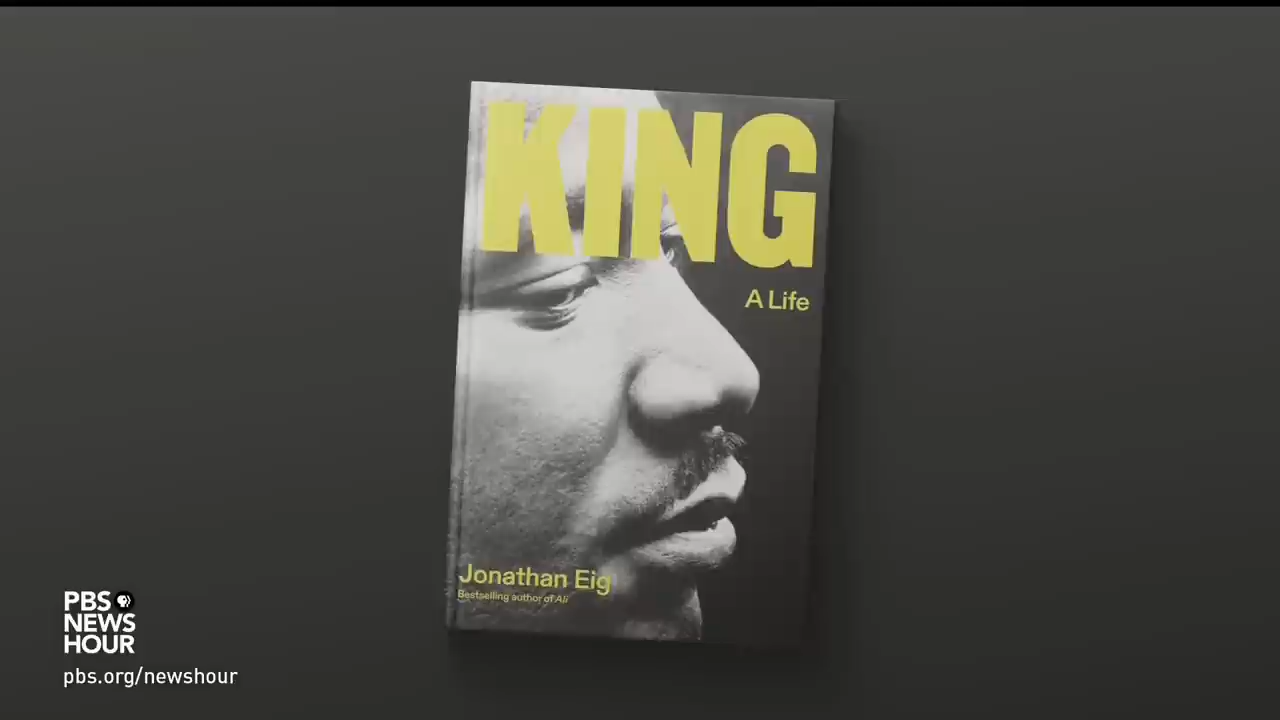 KING
A Life
Jonathan Eig
Bestselling author of Ali
PBS
NEWS
HOUR
pbs.org/newshour